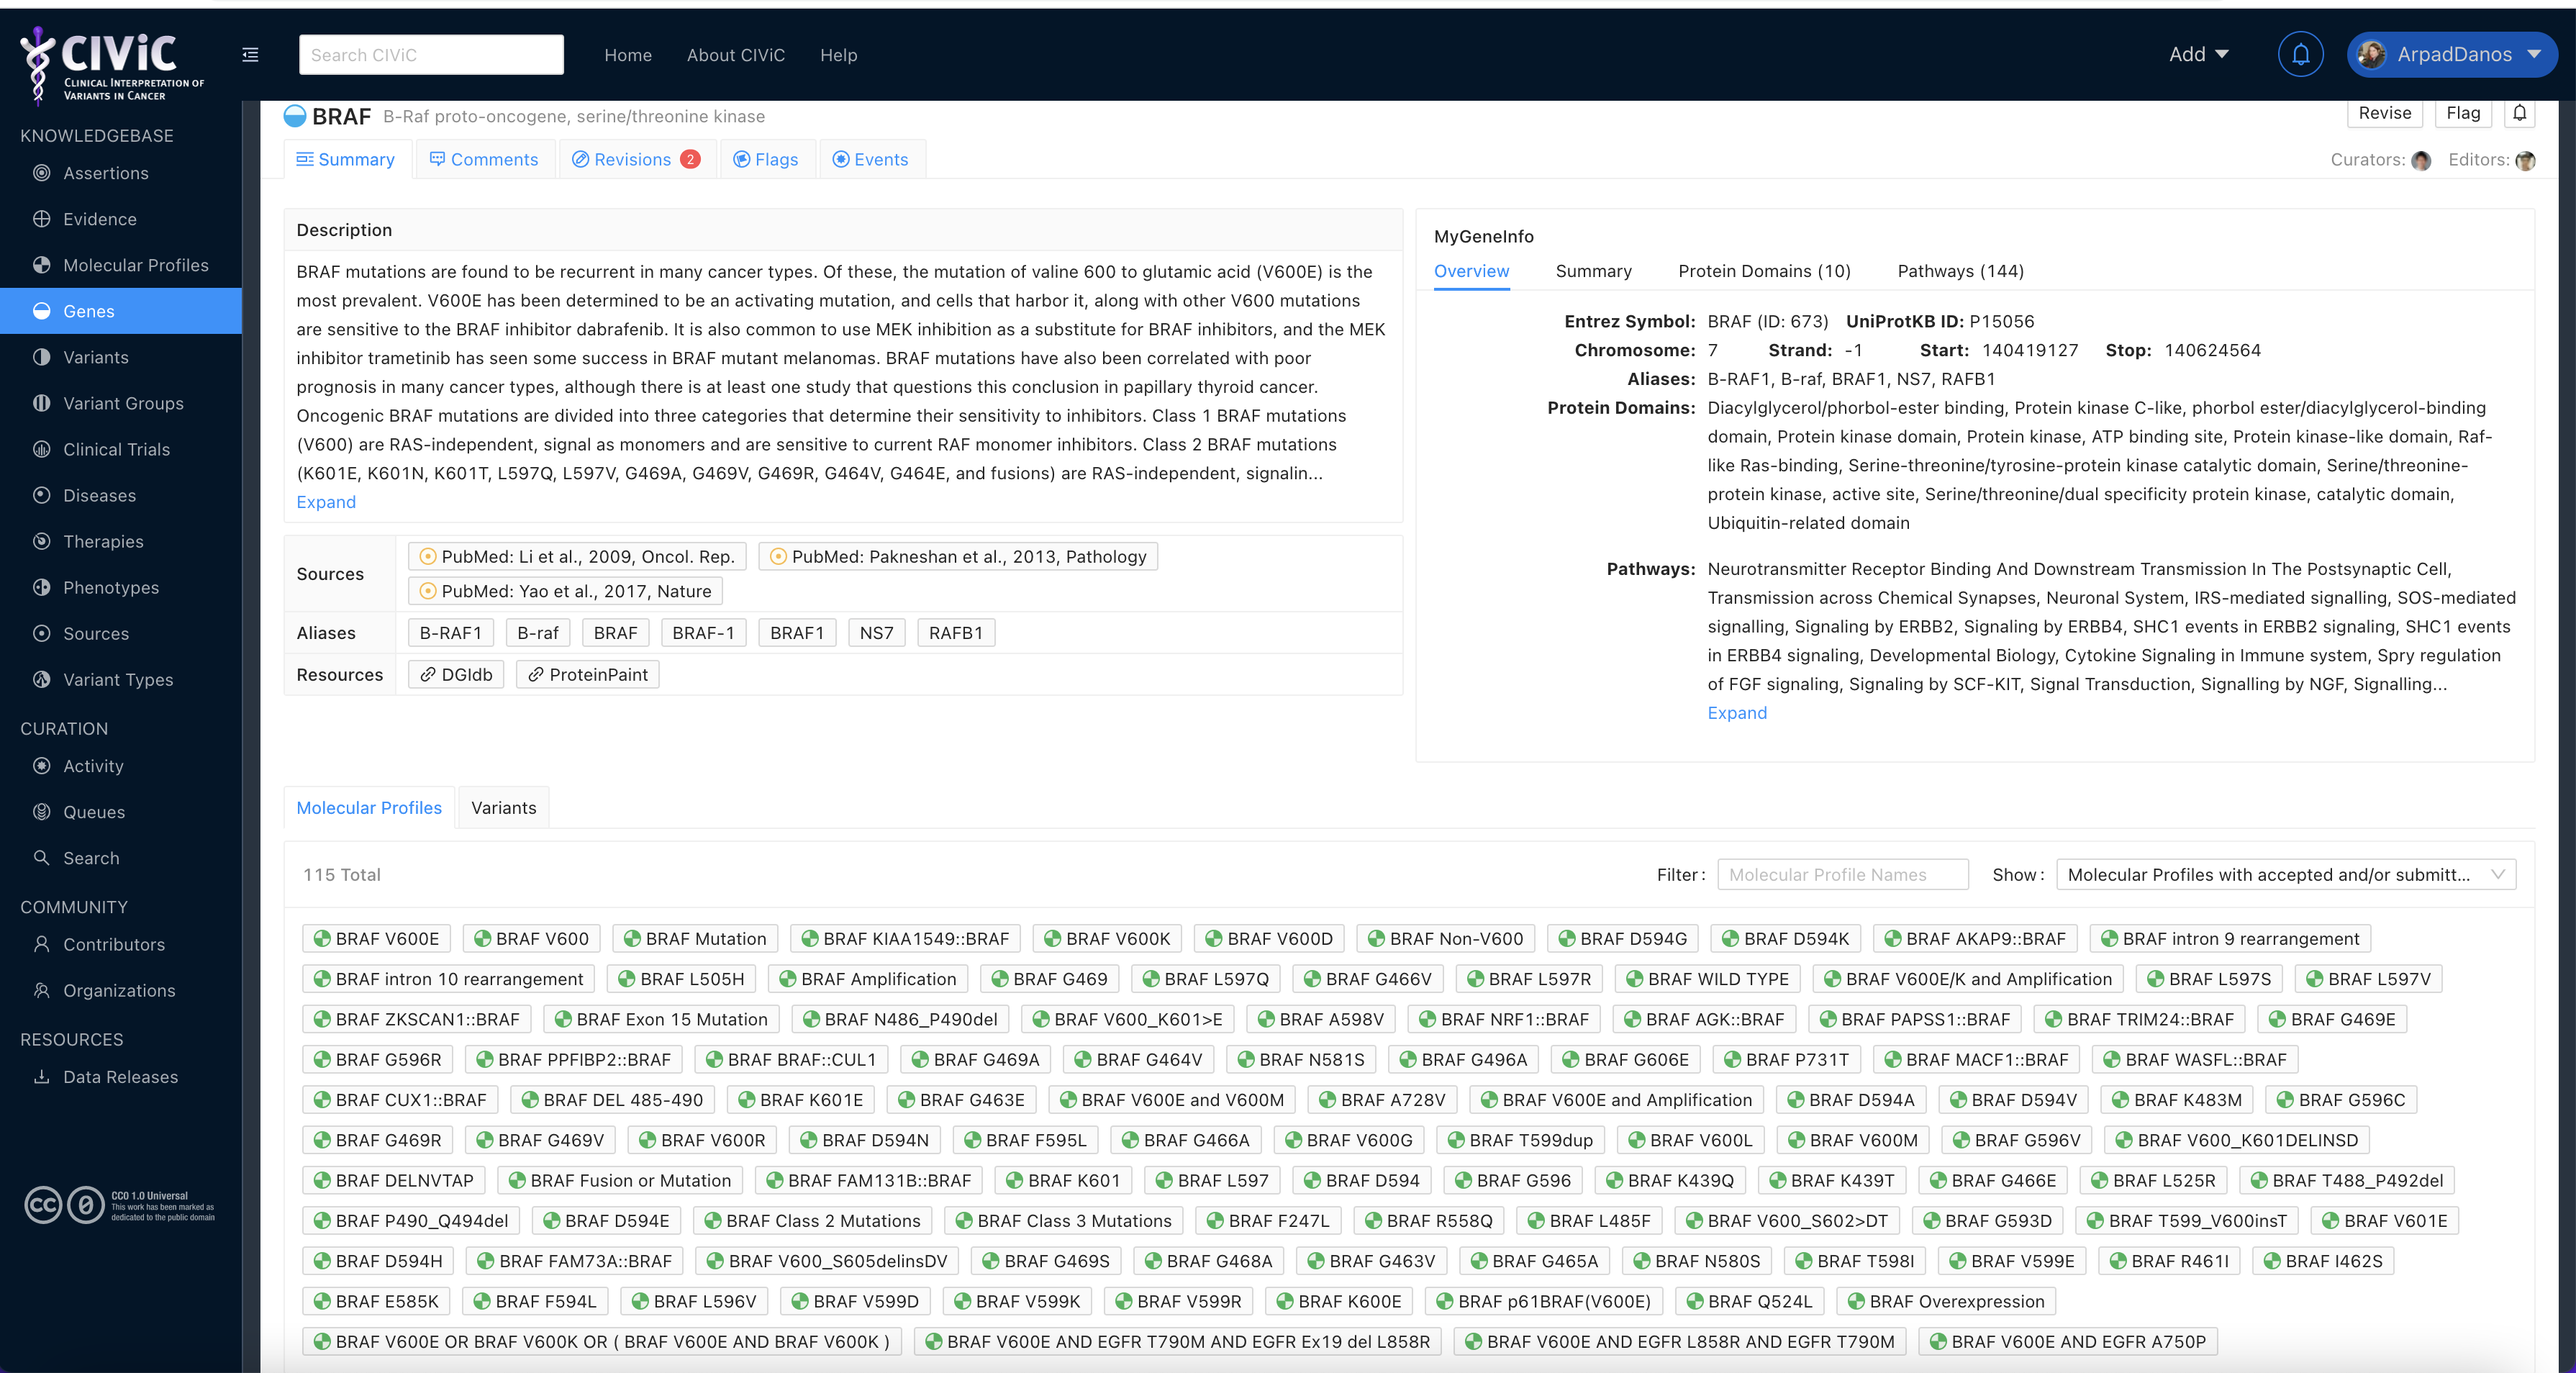 CIViC
CLINICAL INTERPRETATION OF
VARIANTS IN CANCER
Search CIViC
Home
About CIViC
Help
Add
ArpadDanos
KNOWLEDGEBASE
Assertions
Evidence
Molecular Profiles
Genes
Variants
Variant Groups
Clinical Trials
Diseases
Therapies
Phenotypes
Sources
Variant Types
CURATION
Activity
Queues
Search
COMMUNITY
Contributors
Organizations
RESOURCES
Data Releases
CC0 1.0 Universal
This work has been marked as
dedicated to the public domain
BRAF B-Raf proto-oncogene, serine/threonine kinase
Revise Flag
Summary Comments Revisions 2 Flags Events
Curators: Editors:
Description
BRAF mutations are found to be recurrent in many cancer types. Of these, the mutation of valine 600 to glutamic acid (V600E) is the
most prevalent. V600E has been determined to be an activating mutation, and cells that harbor it, along with other V600 mutations
are sensitive to the BRAF inhibitor dabrafenib. It is also common to use MEK inhibition as a substitute for BRAF inhibitors, and the MEK
inhibitor trametinib has seen some success in BRAF mutant melanomas. BRAF mutations have also been correlated with poor
prognosis in many cancer types, although there is at least one study that questions this conclusion in papillary thyroid cancer.
Oncogenic BRAF mutations are divided into three categories that determine their sensitivity to inhibitors. Class 1 BRAF mutations
(V600) are RAS-independent, signal as monomers and are sensitive to current RAF monomer inhibitors. Class 2 BRAF mutations
(K601E, K601N, K601T, L597Q, L597V, G469A, G469V, G469R, G464V, G464E, and fusions) are RAS-independent, signalin...
Expand
Sources
PubMed: Li et al., 2009, Oncol. Rep. PubMed: Pakneshan et al., 2013, Pathology
PubMed: Yao et al., 2017, Nature
Aliases B-RAF1 B-raf BRAF BRAF-1 BRAF1 NS7 RAFB1
Resources DGIdb ProteinPaint
MyGeneInfo
Overview Summary Protein Domains (10) Pathways (144)
Entrez Symbol: BRAF (ID: 673) UniProtKB ID: P15056
Chromosome: 7 Strand: -1 Start: 140419127 Stop: 140624564
Aliases: B-RAF1, B-raf, BRAF1, NS7, RAFB1
Protein Domains: Diacylglycerol/phorbol-ester binding, Protein kinase C-like, phorbol ester/diacylglycerol-binding
domain, Protein kinase domain, Protein kinase, ATP binding site, Protein kinase-like domain, Raf-
like Ras-binding, Serine-threonine/tyrosine-protein kinase catalytic domain, Serine/threonine-
protein kinase, active site, Serine/threonine/dual specificity protein kinase, catalytic domain,
Ubiquitin-related domain
Pathways: Neurotransmitter Receptor Binding And Downstream Transmission In The Postsynaptic Cell,
Transmission across Chemical Synapses, Neuronal System, IRS-mediated signalling, SOS-mediated
signalling, Signaling by ERBB2, Signaling by ERBB4, SHC1 events in ERBB2 signaling, SHC1 events
in ERBB4 signaling, Developmental Biology, Cytokine Signaling in Immune system, Spry regulation
of FGF signaling, Signaling by SCF-KIT, Signal Transduction, Signalling by NGF, Signalling...
Expand
Molecular Profiles Variants
115 Total Filter: Molecular Profile Names Show: Molecular Profiles with accepted and/or submitt...
BRAF V600E BRAF V600 BRAF Mutation BRAF KIAA1549::BRAF BRAF V600K BRAF V600D BRAF Non-V600 BRAF D594G BRAF D594K BRAF AKAP9::BRAF BRAF intron 9 rearrangement
BRAF intron 10 rearrangement BRAF L505H BRAF Amplification BRAF G469 BRAF L597Q BRAF G466V BRAF L597R BRAF WILD TYPE BRAF V600E/K and Amplification BRAF L597S BRAF L597V
BRAF ZKSCAN1::BRAF BRAF Exon 15 Mutation BRAF N486_P490del BRAF V600_K601>E BRAF A598V BRAF NRF1::BRAF BRAF AGK::BRAF BRAF PAPSS1::BRAF BRAF TRIM24::BRAF BRAF G469E
BRAF G596R BRAF PPFIBP2::BRAF BRAF BRAF::CUL1 BRAF G469A BRAF G464V BRAF N581S BRAF G496A BRAF G606E BRAF P731T BRAF MACF1::BRAF BRAF WASFL::BRAF
BRAF CUX1::BRAF BRAF DEL 485-490 BRAF K601E BRAF G463E BRAF V600E and V600M BRAF A728V BRAF V600E and Amplification BRAF D594A BRAF D594V BRAF K483M BRAF G596C
BRAF G469R BRAF G469V BRAF V600R BRAF D594N BRAF F595L BRAF G466A BRAF V600G BRAF T599dup BRAF V600L BRAF V600M BRAF G596V BRAF V600_K601DELINSD
BRAF DELNVTAP BRAF Fusion or Mutation BRAF FAM131B::BRAF BRAF K601 BRAF L597 BRAF D594 BRAF G596 BRAF K439Q BRAF K439T BRAF G466E BRAF L525R BRAF T488_P492del
BRAF P490_Q494del BRAF D594E BRAF Class 2 Mutations BRAF Class 3 Mutations BRAF F247L BRAF R558Q BRAF L485F BRAF V600_S602>DT BRAF G593D BRAF T599_V600insT BRAF V601E
BRAF D594H BRAF FAM73A::BRAF BRAF V600_S605delinsDV BRAF G469S BRAF G468A BRAF G463V BRAF G465A BRAF N580S BRAF T598I BRAF V599E BRAF R461I BRAF I462S
BRAF E585K BRAF F594L BRAF L596V BRAF V599D BRAF V599K BRAF V599R BRAF K600E BRAF p61BRAF(V600E) BRAF Q524L BRAF Overexpression
BRAF V600E OR BRAF V600K OR ( BRAF V600E AND BRAF V600K ) BRAF V600E AND EGFR T790M AND EGFR Ex19 del L858R BRAF V600E AND EGFR L858R AND EGFR T790M BRAF V600E AND EGFR A750P